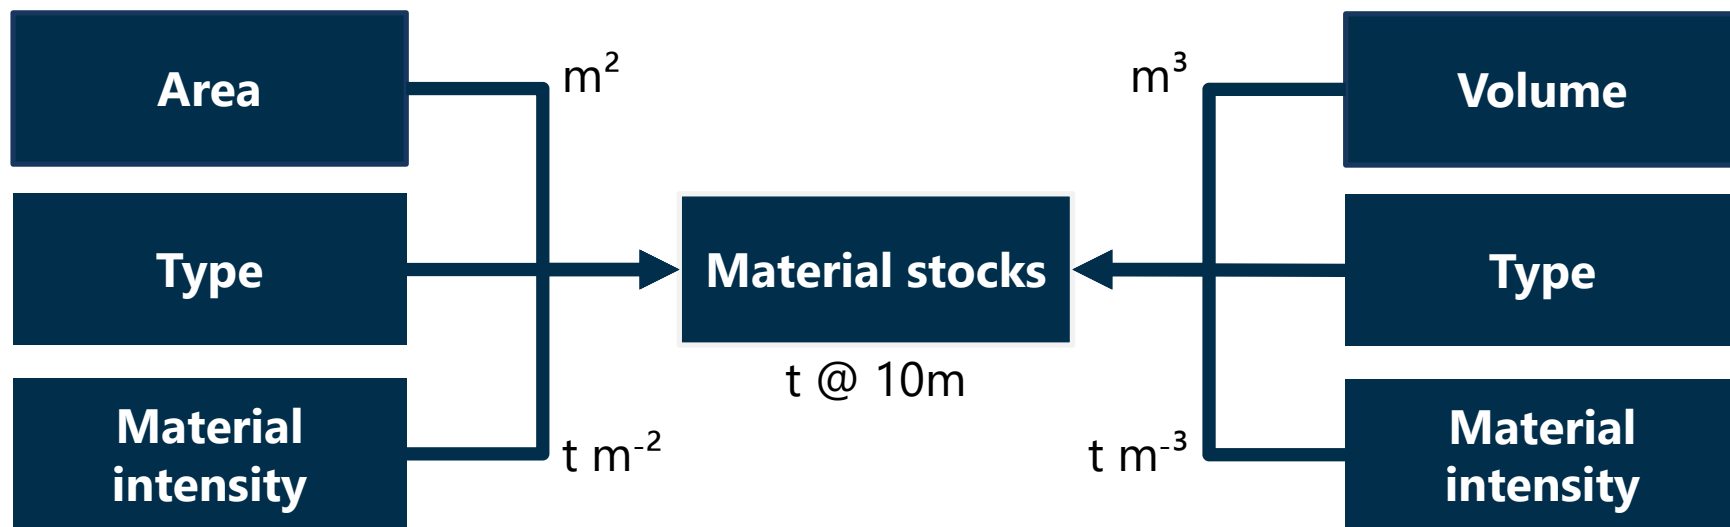 Area
m²
m³
Volume
Type
Material stocks
Type
t @ 10m
Material
intensity
t m⁻²
t m⁻³
Material
intensity